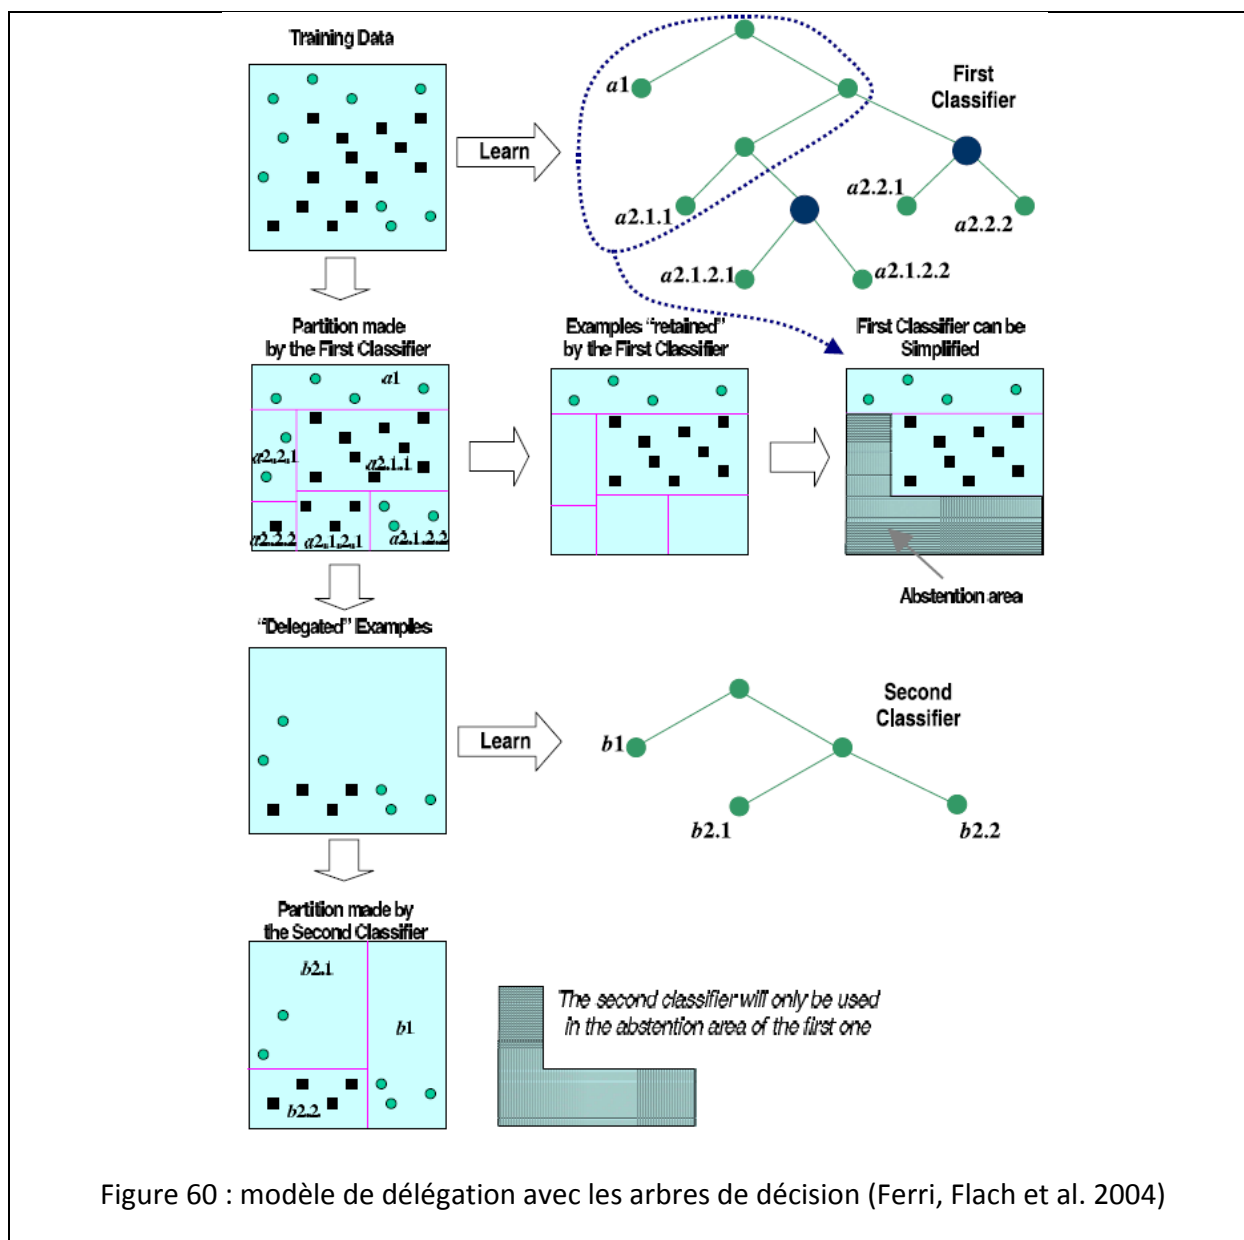 Training Data
Learn
First
Classifier
a1
a2.1.1
a2.2.1
a2.2.2
a2.1.2.1
a2.1.2.2
Partition made
by the First Classifier
a1
a2.2.1
a2.1.1
a2.2.2
a2.1.2.1
a2.1.2.2
Examples "retained"
by the First Classifier
First Classifier can be
Simplified
Abstention area
"Delegated" Examples
Learn
Second
Classifier
b1
b2.1
b2.2
Partition made by
the Second Classifier
b2.1
b1
b2.2
The second classifier will only be used
in the abstention area of the first one
Figure 60 : modèle de délégation avec les arbres de décision (Ferri, Flach et al. 2004)